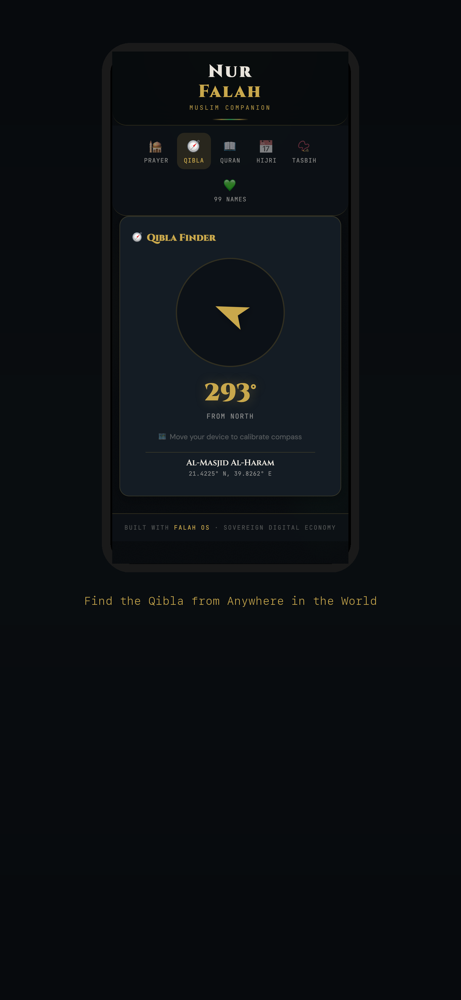 Nur
Falah
MUSLIM COMPANION
PRAYER
QIBLA
QURAN
JUL
17
HIJRI
TASBIH
99 NAMES
Qibla Finder
293°
FROM NORTH
Move your device to calibrate compass
Al-Masjid Al-Haram
21.4225° N, 39.8262° E
BUILT WITH FALAH OS · SOVEREIGN DIGITAL ECONOMY
Find the Qibla from Anywhere in the World